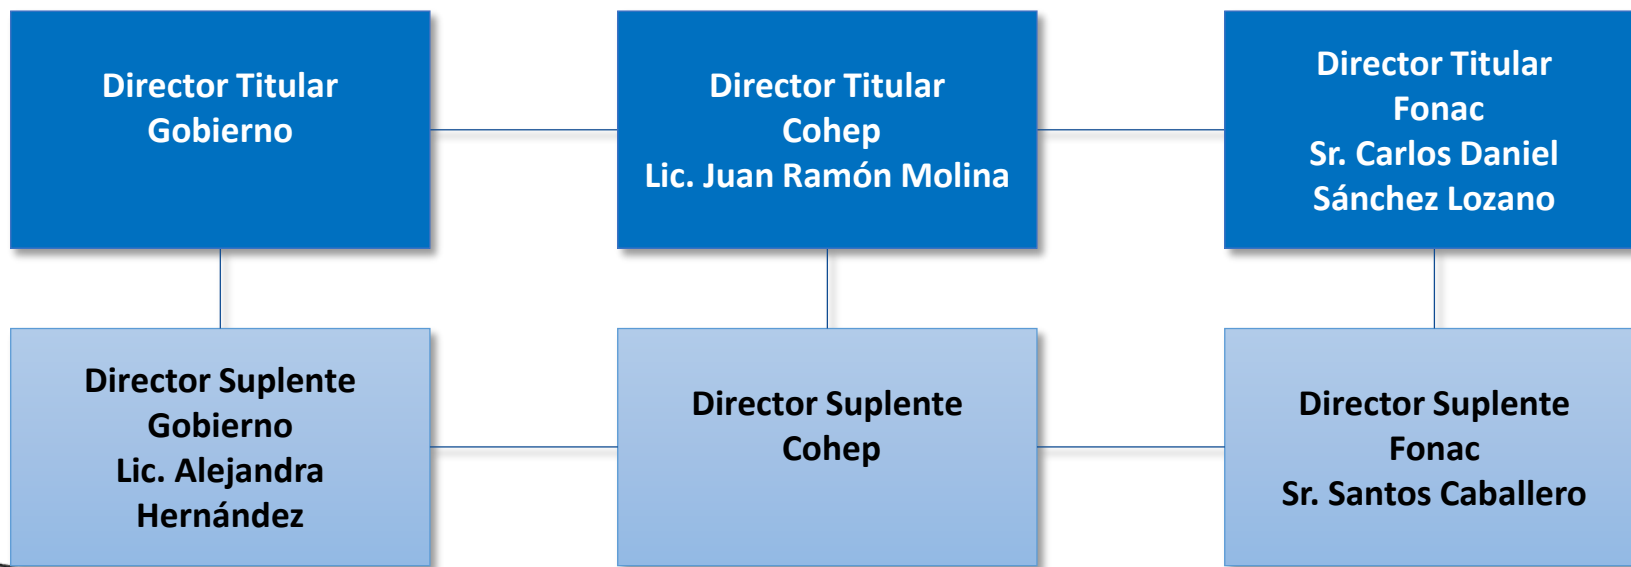 Director Titular
Gobierno
Director Titular
Cohep
Lic. Juan Ramón Molina
Director Titular
Fonac
Sr. Carlos Daniel
Sánchez Lozano
Director Suplente
Gobierno
Lic. Alejandra
Hernández
Director Suplente
Cohep
Director Suplente
Fonac
Sr. Santos Caballero